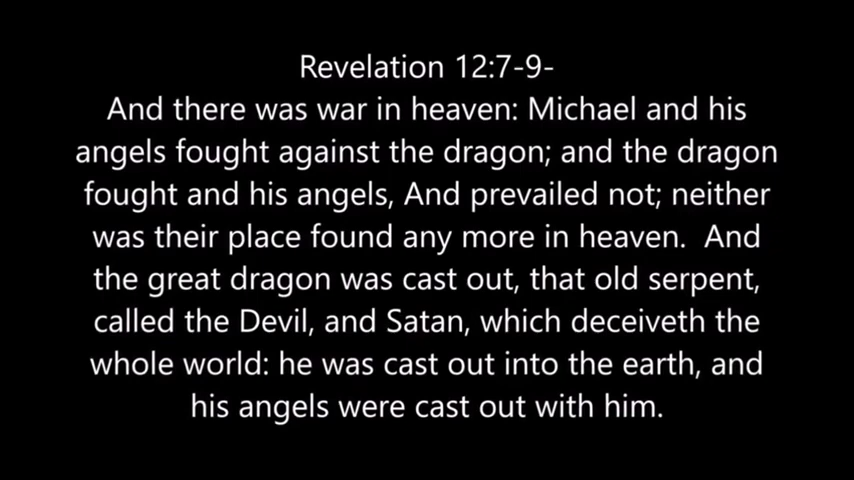 Revelation 12:7-9-
And there was war in heaven: Michael and his
angels fought against the dragon; and the dragon
fought and his angels, And prevailed not; neither
was their place found any more in heaven.  And
the great dragon was cast out, that old serpent,
called the Devil, and Satan, which deceiveth the
whole world: he was cast out into the earth, and
his angels were cast out with him.